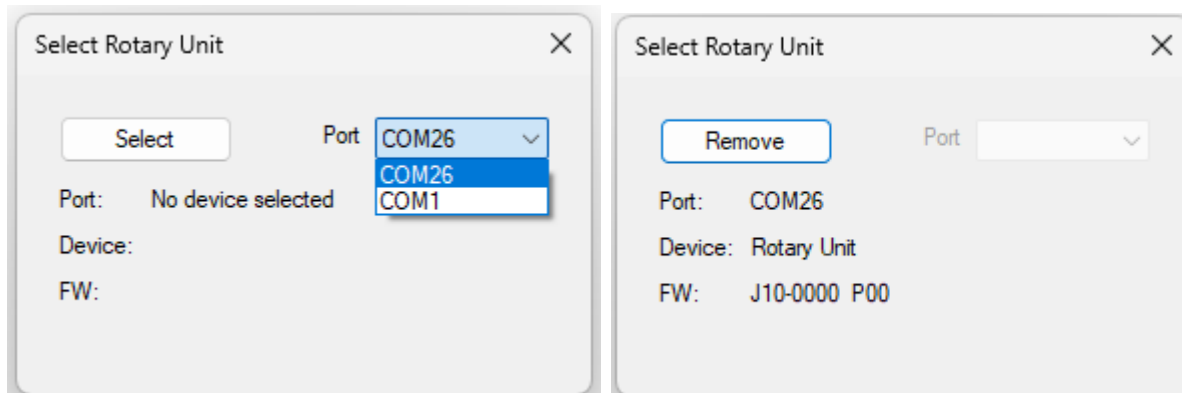 Select Rotary Unit
Select
Port
COM26
COM26
COM1
Port: No device selected
Device:
FW:
Select Rotary Unit
Remove
Port
Port: COM26
Device: Rotary Unit
FW: J10-0000 P00